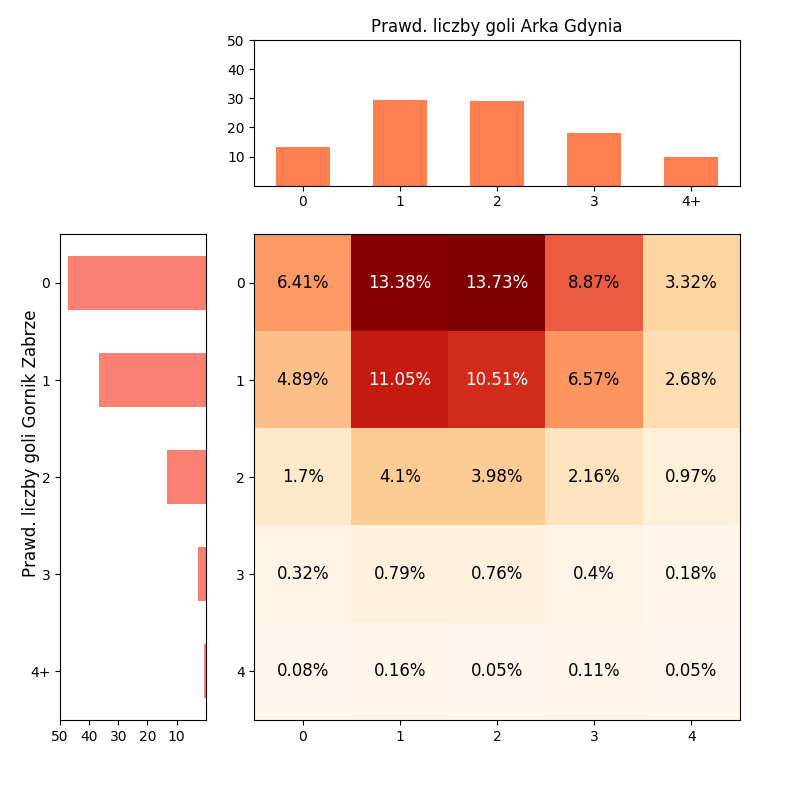 Prawd. liczby goli Arka Gdynia
50
40
30
20
10
0 1 2 3 4+
Prawd. liczby goli Gornik Zabrze
0
1
2
3
4+
50 40 30 20 10
0 6.41% 13.38% 13.73% 8.87% 3.32%
1 4.89% 11.05% 10.51% 6.57% 2.68%
2 1.7% 4.1% 3.98% 2.16% 0.97%
3 0.32% 0.79% 0.76% 0.4% 0.18%
4 0.08% 0.16% 0.05% 0.11% 0.05%
0 1 2 3 4